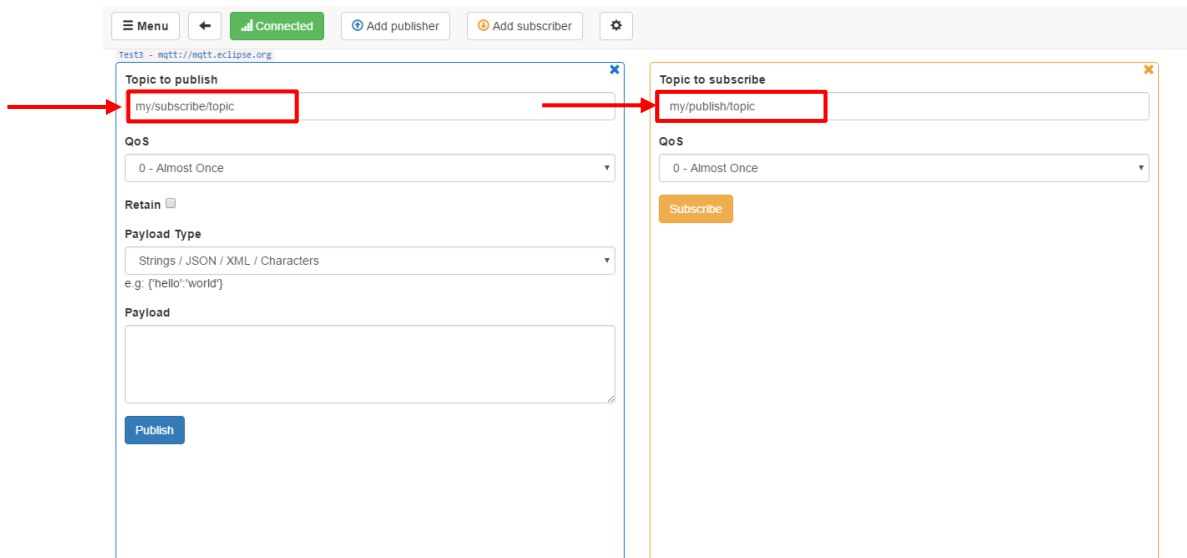 Menu
Connected
Add publisher
Add subscriber
Test3 - mqtt://mqtt.eclipse.org
Topic to publish
my/subscribe/topic
QoS
0 - Almost Once
Retain
Payload Type
Strings / JSON / XML / Characters
e.g: {'hello':'world'}
Payload
Publish
Topic to subscribe
my/publish/topic
QoS
0 - Almost Once
Subscribe